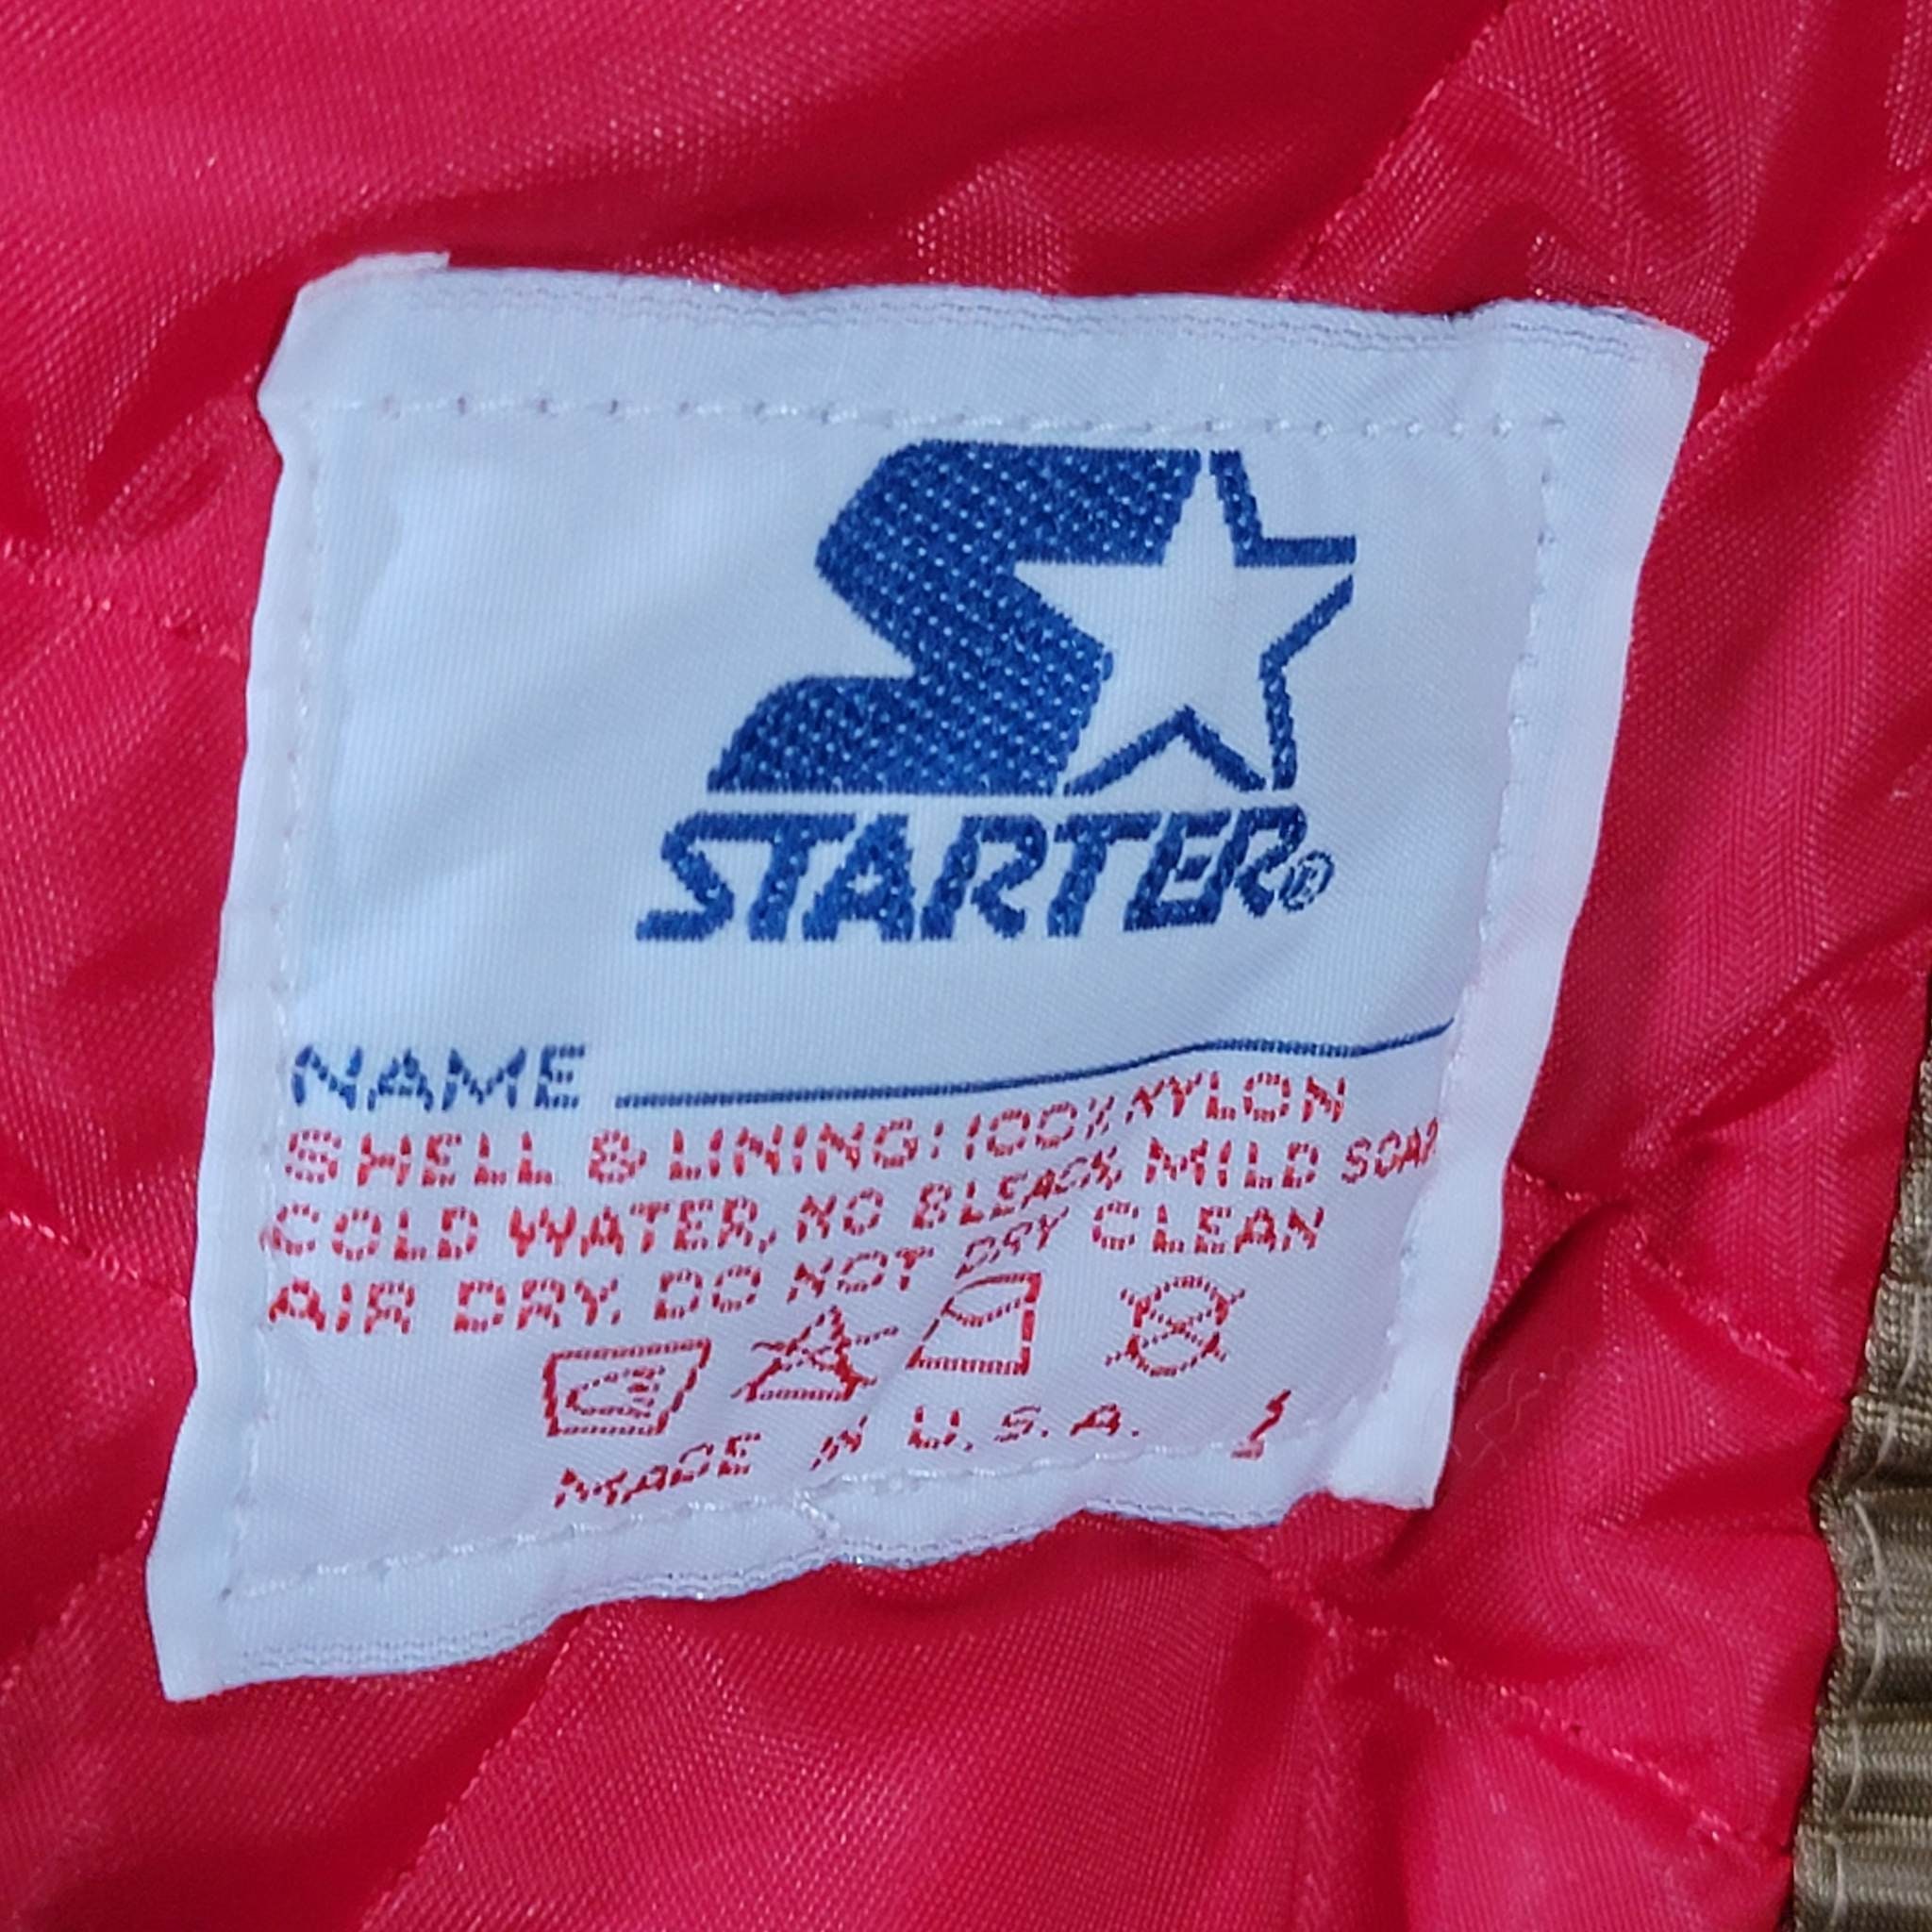 STARTER®
NAME
SHELL & LINING: 100% NYLON
COLD WATER, NO BLEACH, MILD SOAP
AIR DRY. DO NOT DRY CLEAN
MADE IN U.S.A.